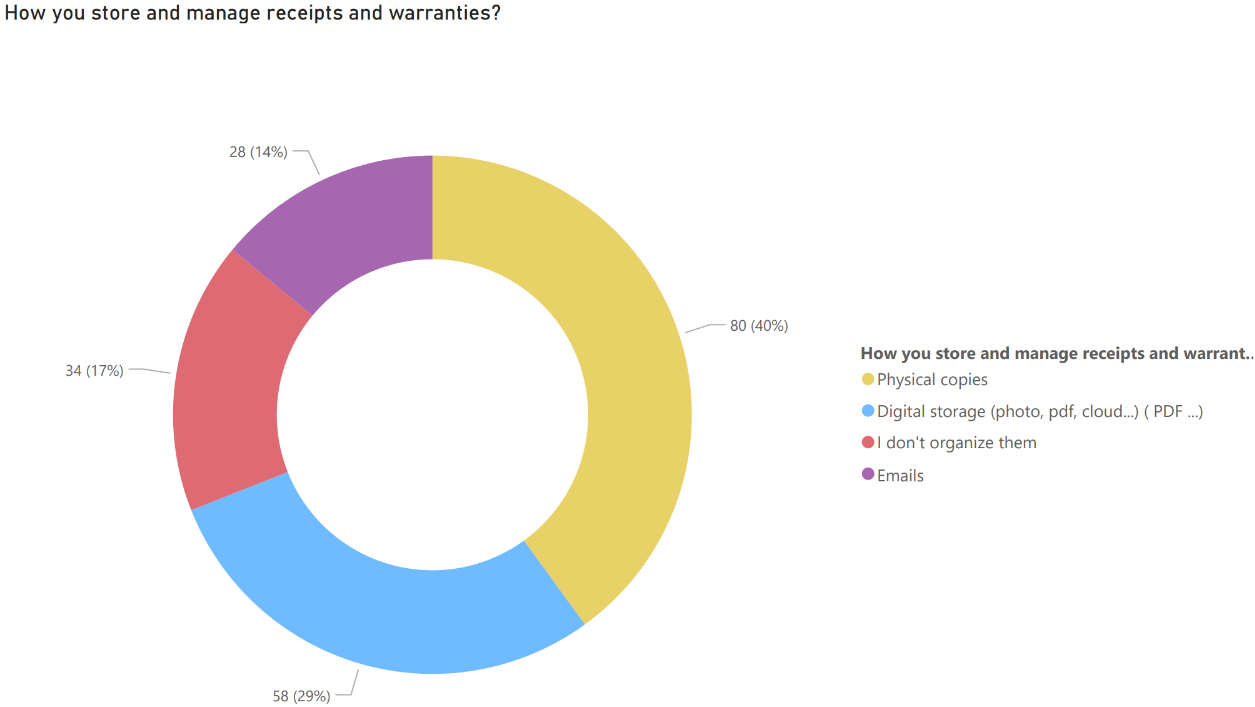 How you store and manage receipts and warranties?
28 (14%)
80 (40%)
34 (17%)
58 (29%)
How you store and manage receipts and warrant..
Physical copies
Digital storage (photo, pdf, cloud...) ( PDF ...)
I don't organize them
Emails